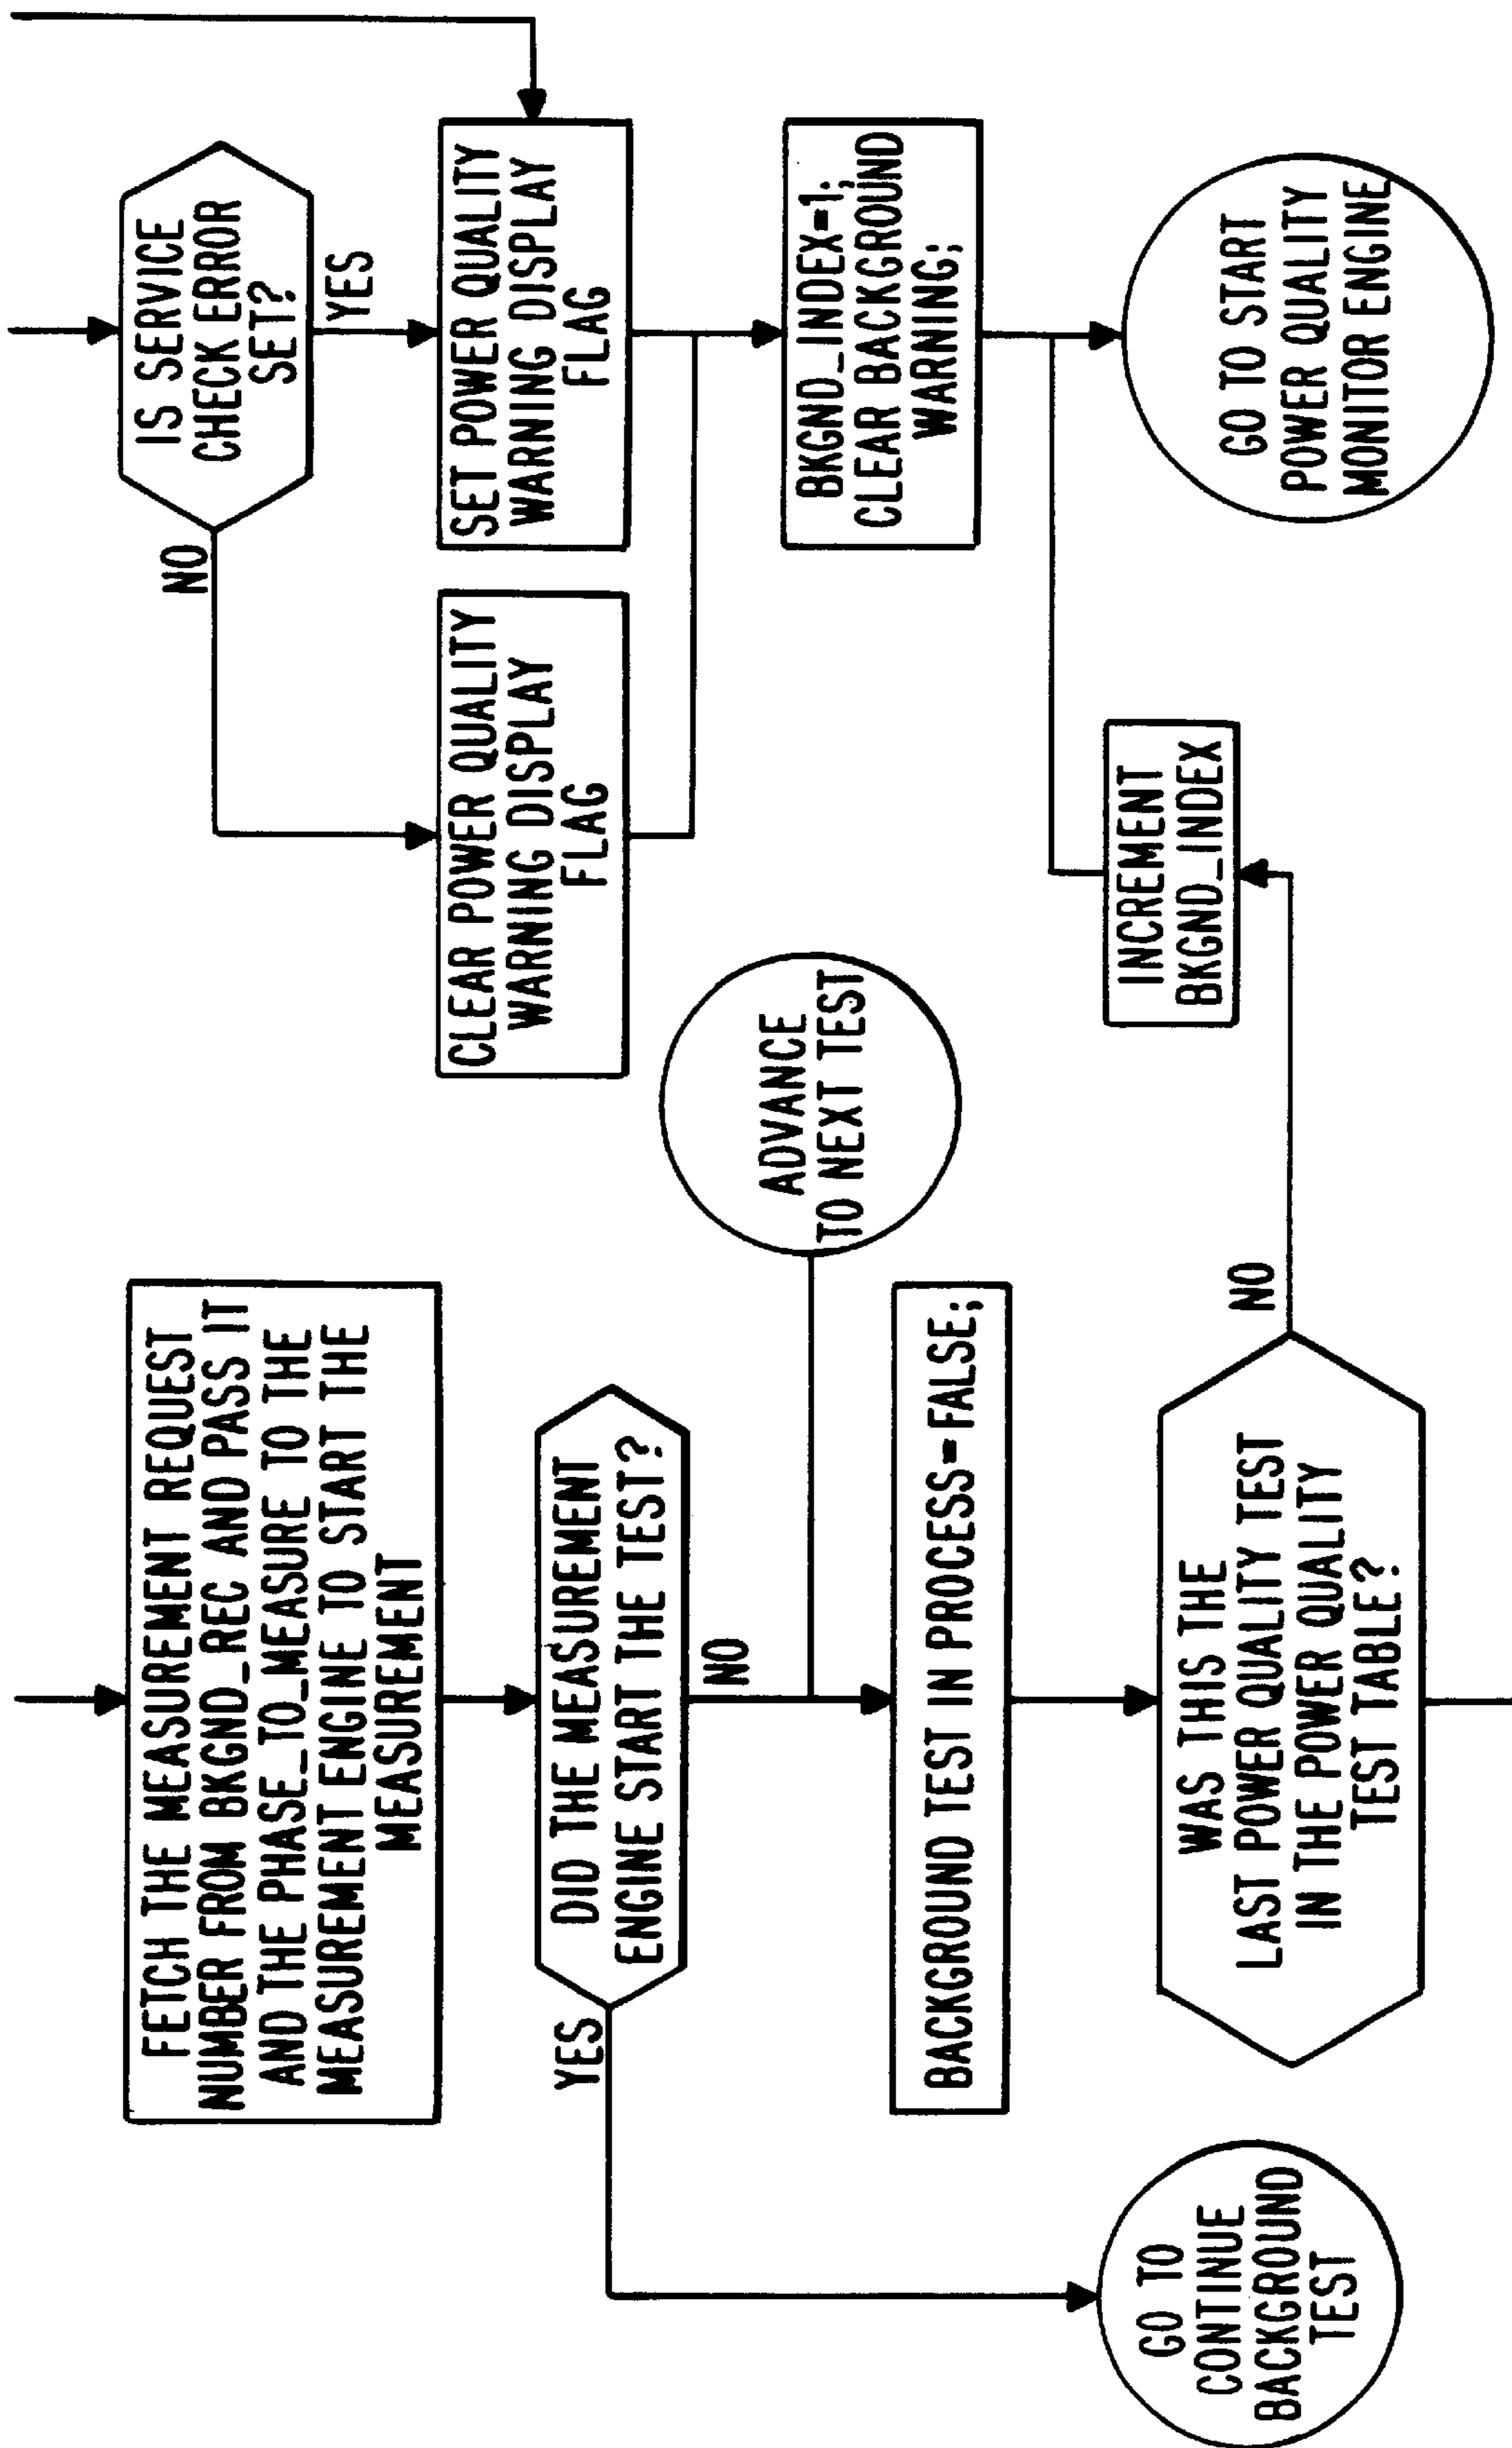 FETCH THE MEASUREMENT REQUEST
NUMBER FROM BKGND_REC AND PASS IT
AND THE PHASE_TO_MEASURE TO THE
MEASUREMENT ENGINE TO START THE
MEASUREMENT
DID THE MEASUREMENT
ENGINE START THE TEST?
YES
NO
GO TO
CONTINUE
BACKGROUND
TEST
ADVANCE
TO NEXT TEST
BACKGROUND TEST IN PROCESS=FALSE;
WAS THIS THE
LAST POWER QUALITY TEST
IN THE POWER QUALITY
TEST TABLE?
NO
INCREMENT
BKGND_INDEX
IS SERVICE
CHECK ERROR
SET?
NO
YES
CLEAR POWER QUALITY
WARNING DISPLAY
FLAG
SET POWER QUALITY
WARNING DISPLAY
FLAG
BKGND_INDEX=1;
CLEAR BACKGROUND
WARNING;
GO TO START
POWER QUALITY
MONITOR ENGINE